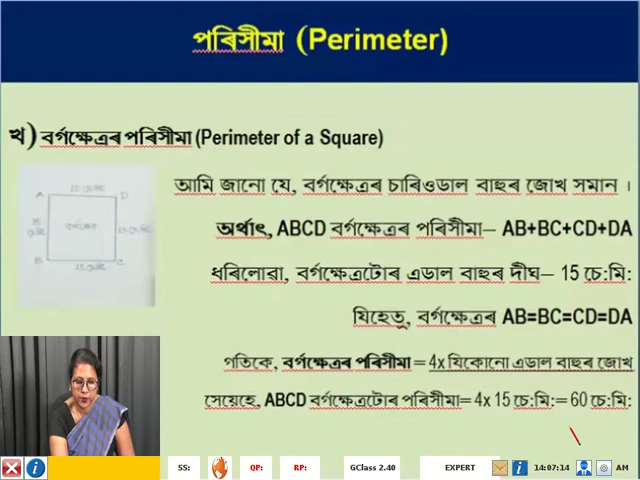 পৰিসীমা (Perimeter)
খ) বৰ্গক্ষেত্ৰৰ পৰিসীমা (Perimeter of a Square)
আমি জানো যে, বৰ্গক্ষেত্ৰৰ চাৰিওডাল বাহুৰ জোখ সমান ।
অৰ্থাৎ, ABCD বৰ্গক্ষেত্ৰৰ পৰিসীমা– AB+BC+CD+DA
ধৰিলোৱা, বৰ্গক্ষেত্ৰটোৰ এডাল বাহুৰ দীঘ– 15 চে:মি:
যিহেতু, বৰ্গক্ষেত্ৰৰ AB=BC=CD=DA
গতিকে, বৰ্গক্ষেত্ৰৰ পৰিসীমা = 4x যিকোনো এডাল বাহুৰ জোখ
সেয়েহে, ABCD বৰ্গক্ষেত্ৰটোৰ পৰিসীমা= 4x 15 চে:মি:= 60 চে:মি:
A D
B C
SS: QP: RP: GClass 2.40 EXPERT 14:07:14 AM